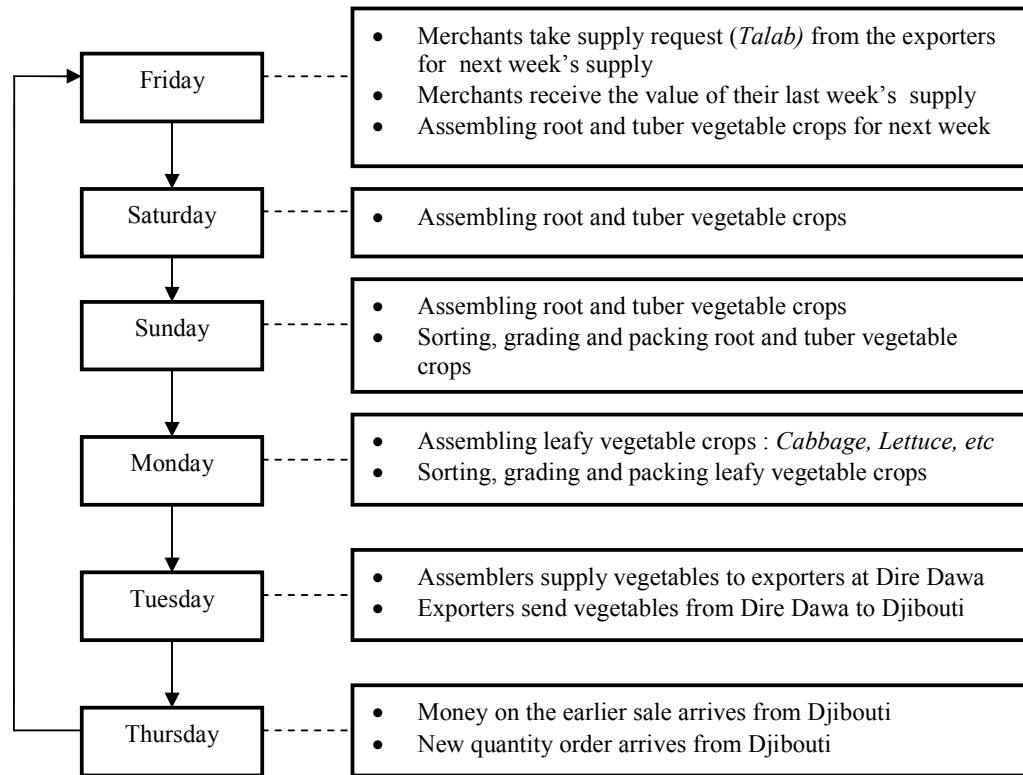 Friday
• Merchants take supply request (Talab) from the exporters
for next week's supply
• Merchants receive the value of their last week's supply
• Assembling root and tuber vegetable crops for next week
Saturday
• Assembling root and tuber vegetable crops
Sunday
• Assembling root and tuber vegetable crops
• Sorting, grading and packing root and tuber vegetable
crops
Monday
• Assembling leafy vegetable crops : Cabbage, Lettuce, etc
• Sorting, grading and packing leafy vegetable crops
Tuesday
• Assemblers supply vegetables to exporters at Dire Dawa
• Exporters send vegetables from Dire Dawa to Djibouti
Thursday
• Money on the earlier sale arrives from Djibouti
• New quantity order arrives from Djibouti